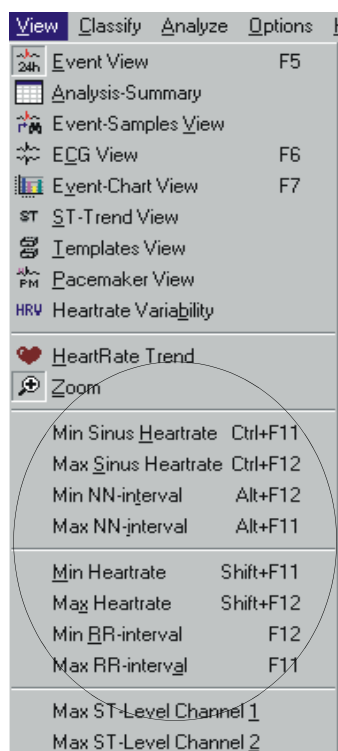 View Classify Analyze Options
24h Event View F5
Analysis-Summary
Event-Samples View
ECG View F6
Event-Chart View F7
ST ST-Trend View
Templates View
PM Pacemaker View
HRV Heartrate Variability
HeartRate Trend
Zoom
Min Sinus Heartrate Ctrl+F11
Max Sinus Heartrate Ctrl+F12
Min NN-interval Alt+F12
Max NN-interval Alt+F11
Min Heartrate Shift+F11
Max Heartrate Shift+F12
Min RR-interval F12
Max RR-interval F11
Max ST-Level Channel 1
Max ST-Level Channel 2